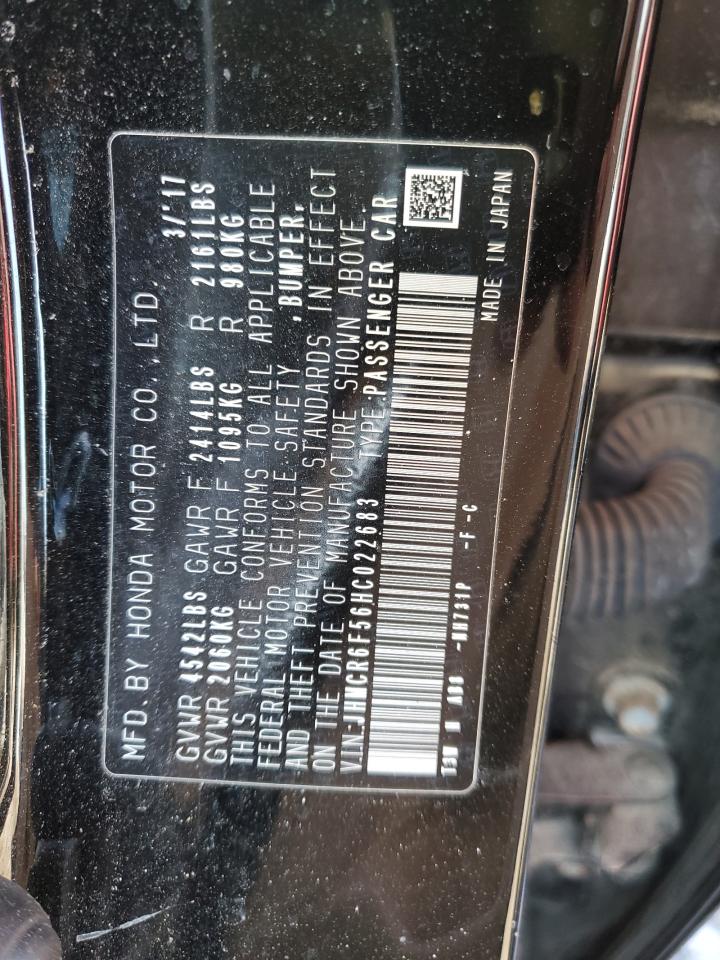 MFD. BY HONDA MOTOR CO., LTD. 3/'17
GVWR 4542LBS GAWR F 2414LBS R 2161LBS
GVWR 2060KG GAWR F 1095KG R 980KG
THIS VEHICLE CONFORMS TO ALL APPLICABLE
FEDERAL MOTOR VEHICLE SAFETY ,BUMPER,
AND THEFT PREVENTION STANDARDS IN EFFECT
ON THE DATE OF MANUFACTURE SHOWN ABOVE.
V.I.N.:JHMCR6F56HC022683 TYPE:PASSENGER CAR
-F -C
MADE IN JAPAN